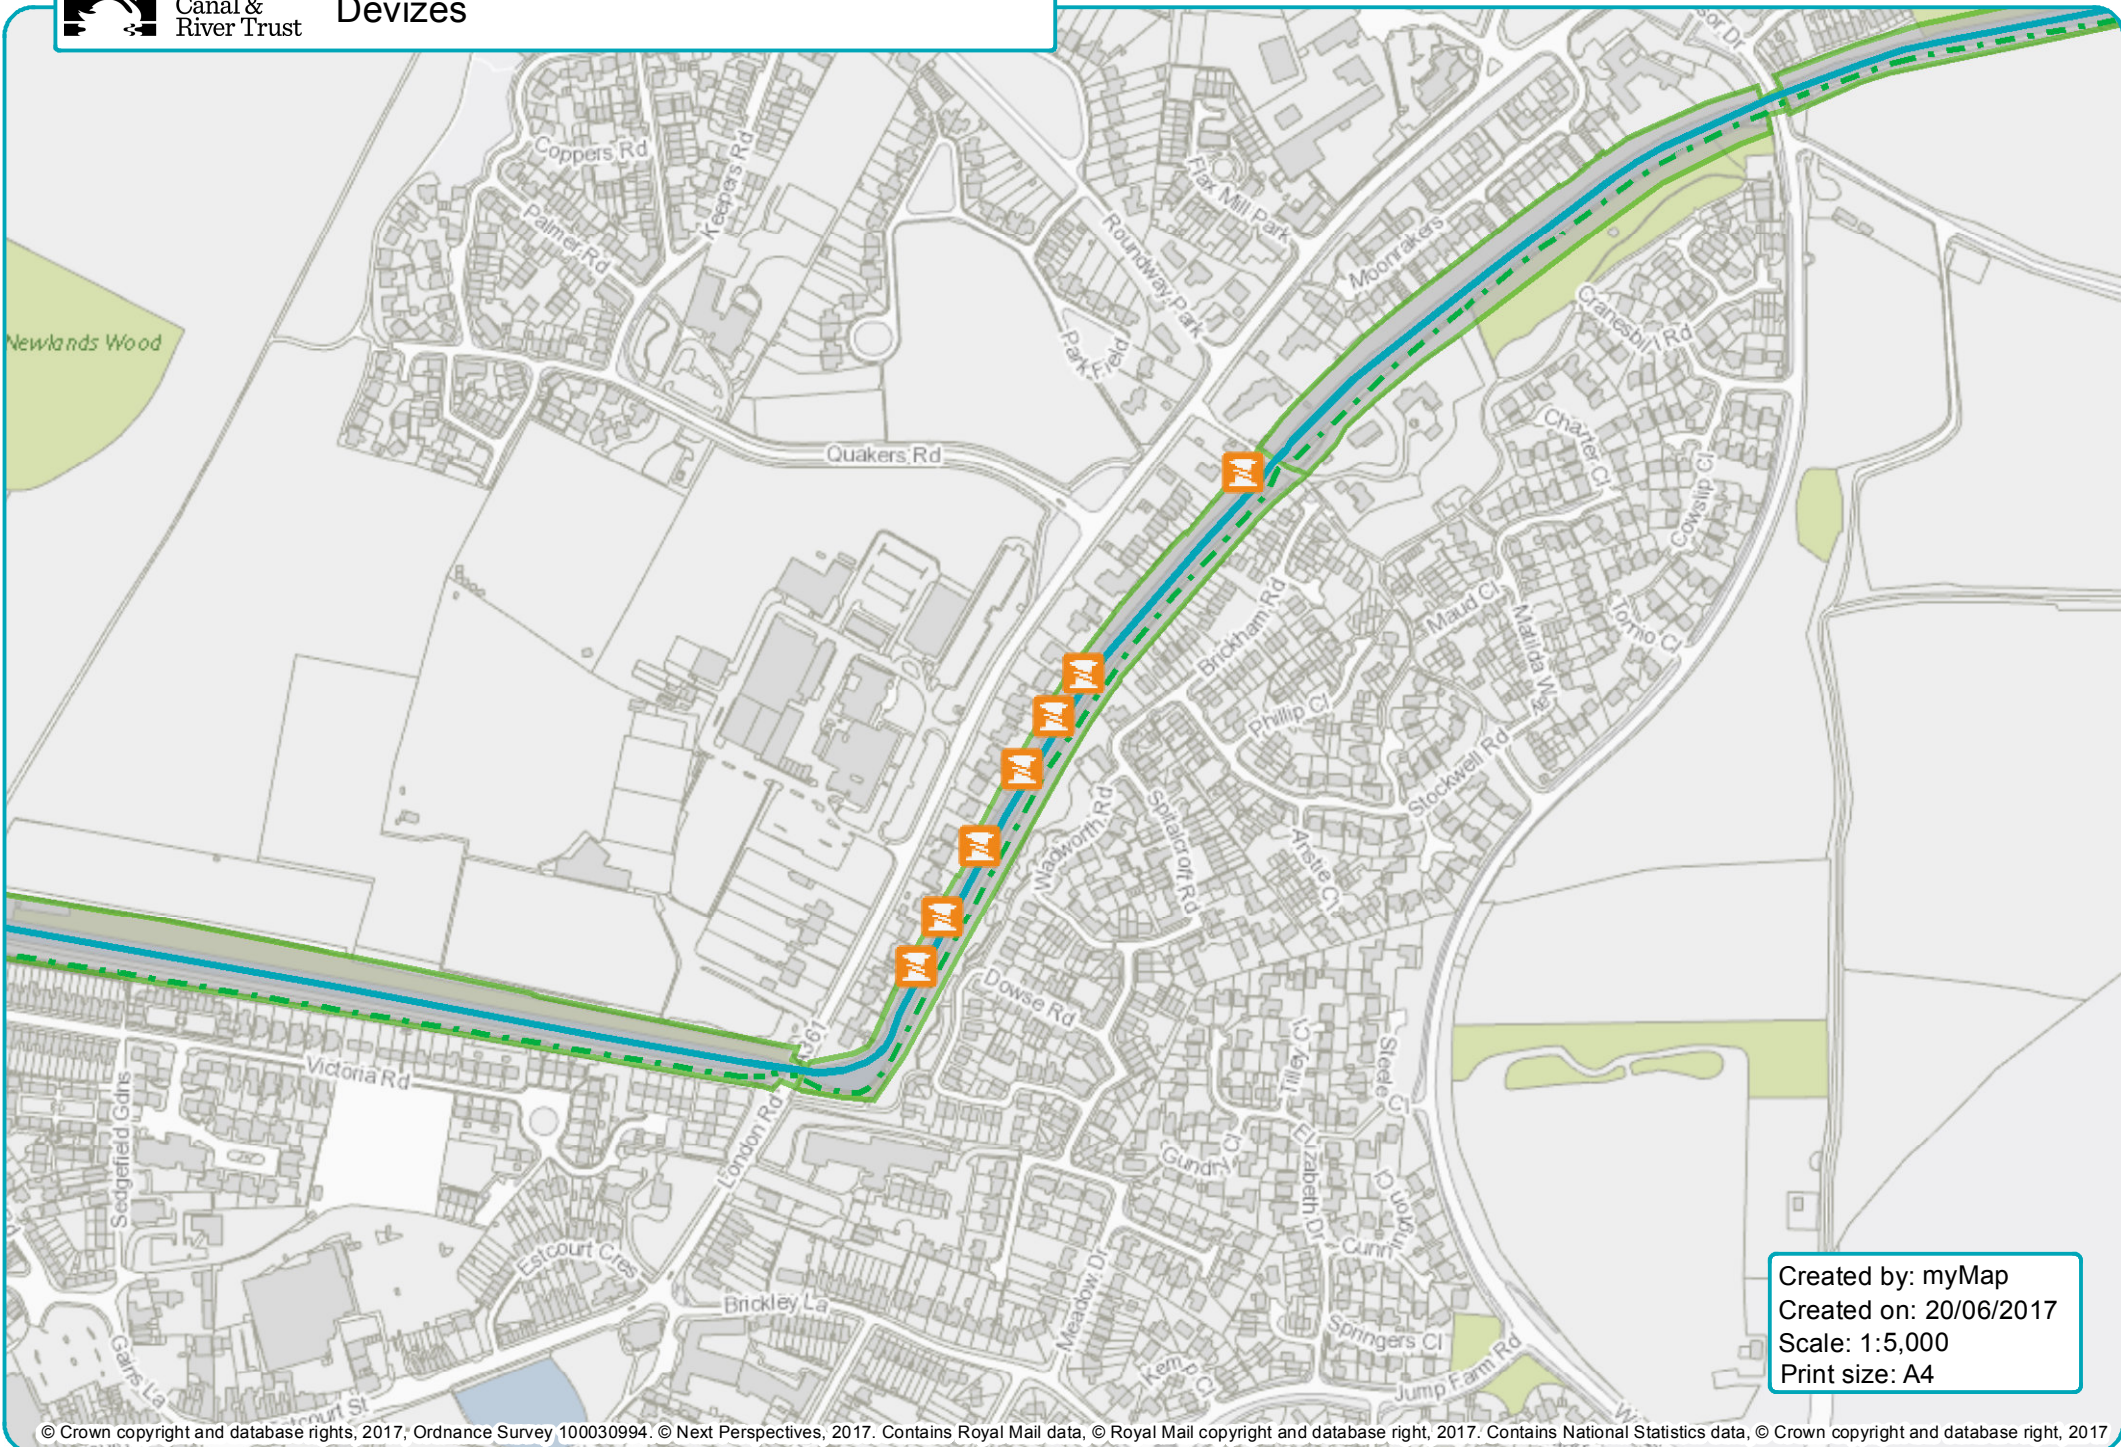 Canal &
River Trust
Devizes
Coppers Rd
Keepers Rd
Palmer Rd
Newlands Wood
Flax Mill Park
Roundway Park
Moonrakers
Park Field
Cranesbill Rd
Quakers Rd
Charter Cl
Cowslip Cl
Brickham Rd
Maud Cl
Matilda Way
Torno Cl
Phillip Cl
Stockwell Rd
Wadworth Rd
Spitalcroft Rd
Anstie Cl
Dowse Rd
A361
Victoria Rd
London Rd
Sedgefield Gdns
Tilley Cl
Steele Cl
Gundry Cl
Elizabeth Dr
Cunnington Cl
Estcourt Cres
Brickley La
Meadow Dr
Springers Cl
Kemp Cl
Jump Farm Rd
Gains La
Created by: myMap
Created on: 20/06/2017
Scale: 1:5,000
Print size: A4
© Crown copyright and database rights, 2017, Ordnance Survey 100030994. © Next Perspectives, 2017. Contains Royal Mail data, © Royal Mail copyright and database right, 2017. Contains National Statistics data, © Crown copyright and database right, 2017